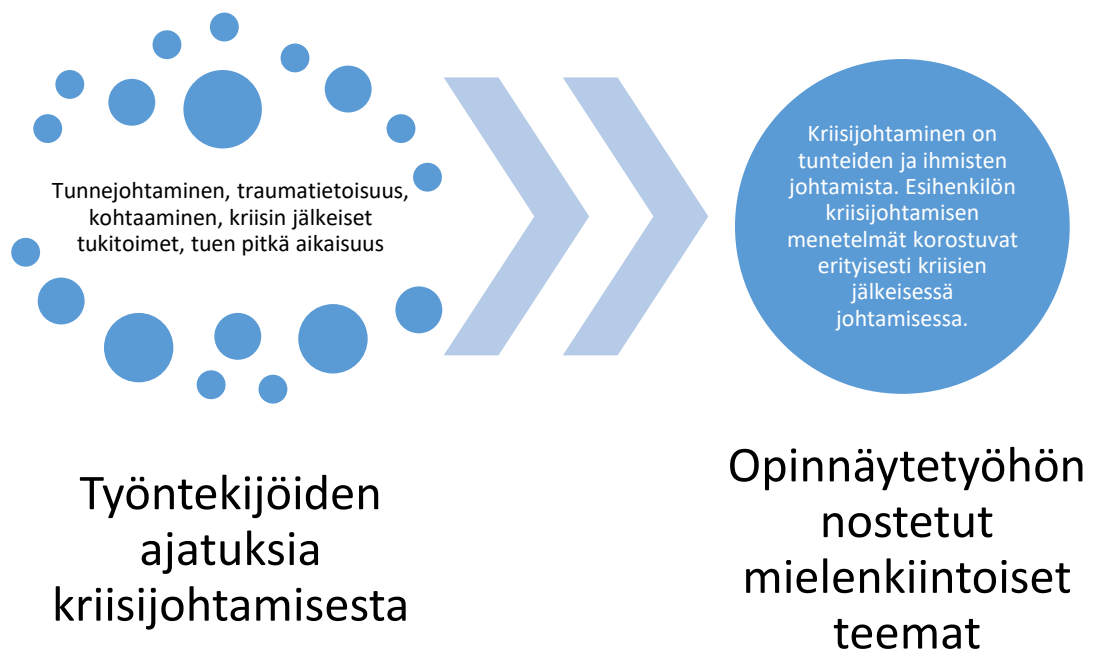 Tunnejohtaminen, traumatietoisuus,
kohtaaminen, kriisin jälkeiset
tukitoimet, tuen pitkä aikaisuus
Työntekijöiden
ajatuksia
kriisijohtamisesta
Kriisijohtaminen on
tunteiden ja ihmisten
johtamista. Esihenkilön
kriisijohtamisen
menetelmät korostuvat
erityisesti kriisien
jälkeisessä
johtamisessa.
Opinnäytetyöhön
nostetut
mielenkiintoiset
teemat